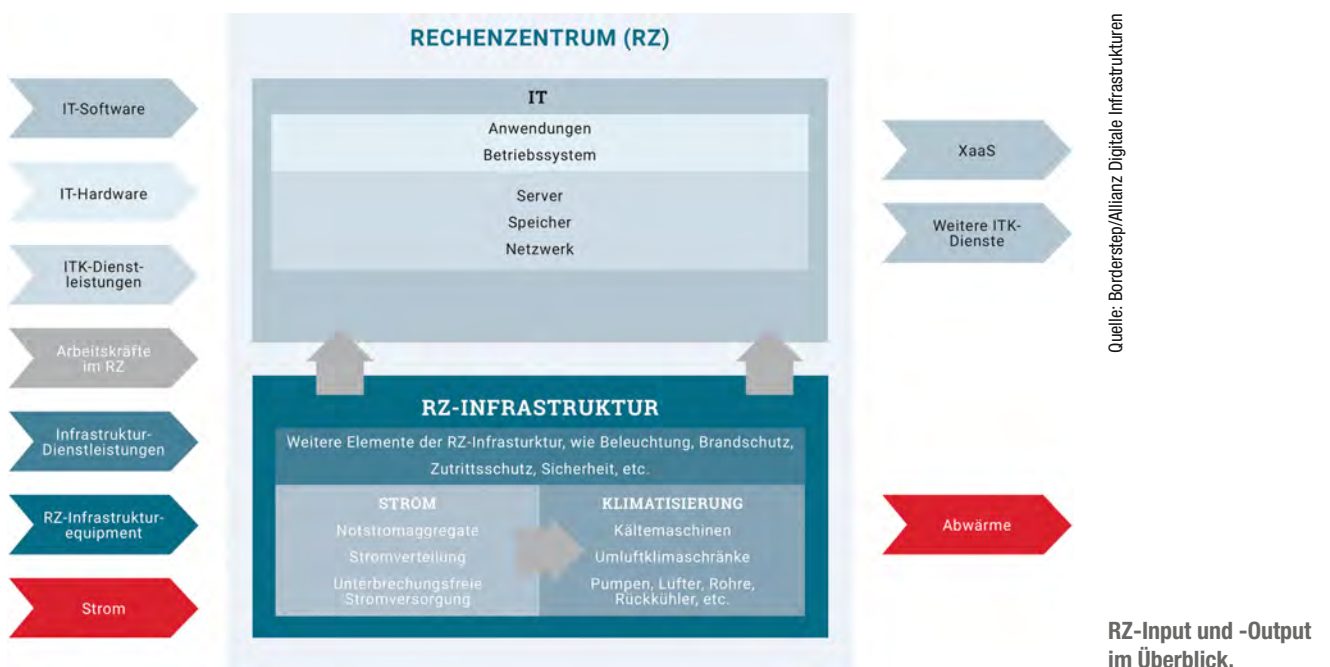 RECHENZENTRUM (RZ)
IT-Software
IT-Hardware
ITK-Dienst-
leistungen
Arbeitskräfte
im RZ
Infrastruktur-
Dienstleistungen
RZ-Infrastruktur-
equipment
Strom
IT
Anwendungen
Betriebssystem
Server
Speicher
Netzwerk
RZ-INFRASTRUKTUR
Weitere Elemente der RZ-Infrasturktur, wie Beleuchtung, Brandschutz,
Zutrittsschutz, Sicherheit, etc.
STROM
Notstromaggregate
Stromverteilung
Unterbrechungsfreie
Stromversorgung
KLIMATISIERUNG
Kältemaschinen
Umluftklimaschränke
Pumpen, Lüfter, Rohre,
Rückkühler, etc.
XaaS
Weitere ITK-
Dienste
Abwärme
Quelle: Borderstep/Allianz Digitale Infrastrukturen
RZ-Input und -Output
im Überblick.